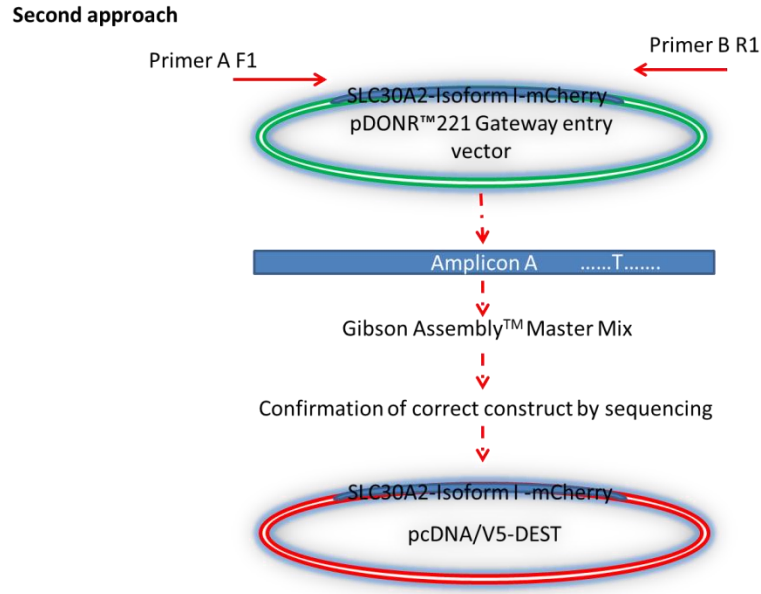 Second approach
Primer A F1
Primer B R1
SLC30A2-Isoform I-mCherry
pDONR™221 Gateway entry
vector
Amplicon A ......T.......
Gibson Assembly™ Master Mix
Confirmation of correct construct by sequencing
SLC30A2-Isoform I -mCherry
pcDNA/V5-DEST